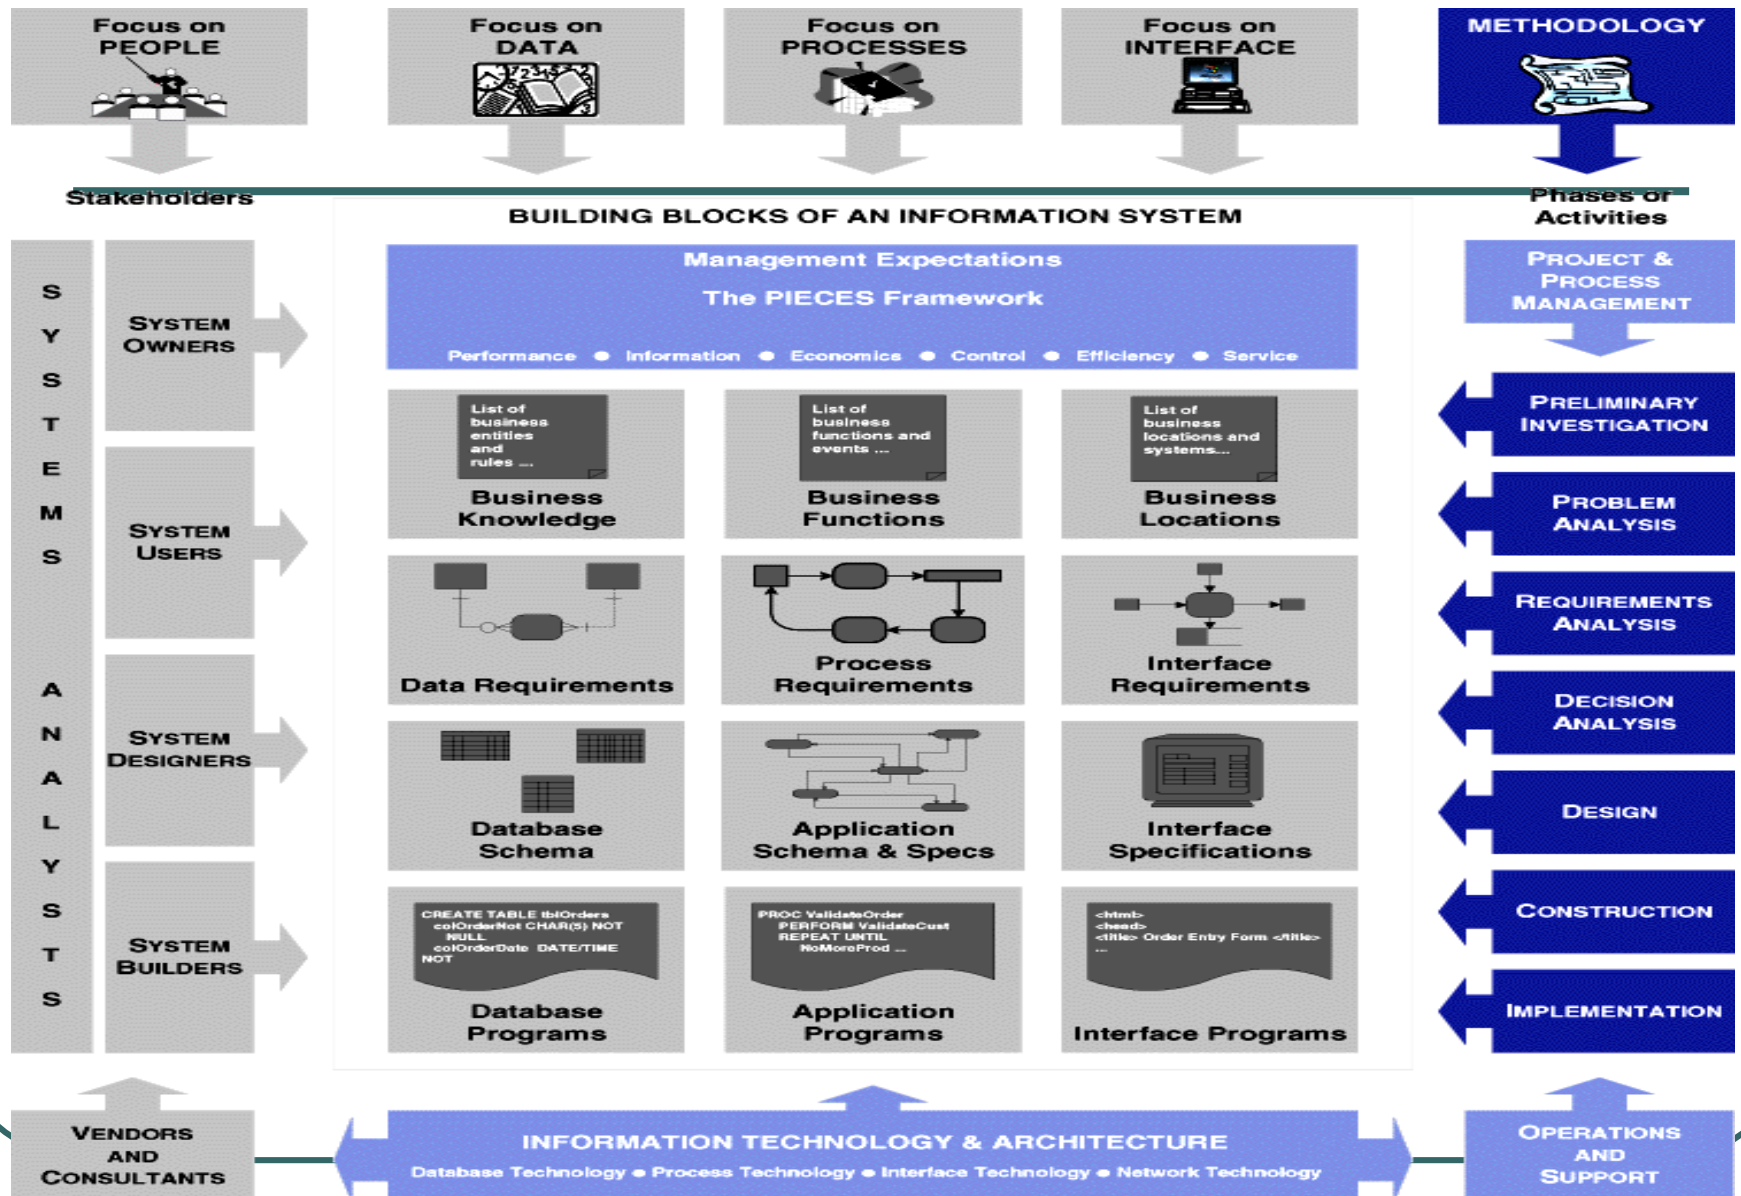 Focus on
PEOPLE
Focus on
DATA
Focus on
PROCESSES
Focus on
INTERFACE
METHODOLOGY
Stakeholders
Phases or
Activities
BUILDING BLOCKS OF AN INFORMATION SYSTEM
SYSTEMS ANALYSTS
SYSTEM
OWNERS
SYSTEM
USERS
SYSTEM
DESIGNERS
SYSTEM
BUILDERS
VENDORS
AND
CONSULTANTS
Management Expectations
The PIECES Framework
Performance ● Information ● Economics ● Control ● Efficiency ● Service
List of
business
entities
and
rules ...
Business
Knowledge
List of
business
functions and
events ...
Business
Functions
List of
business
locations and
systems...
Business
Locations
Data Requirements
Process
Requirements
Interface
Requirements
Database
Schema
Application
Schema & Specs
Interface
Specifications
CREATE TABLE tblOrders
colOrderNot CHAR(5) NOT
NULL
colOrderDate DATE/TIME
NOT
Database
Programs
PROC ValidateOrder
PERFORM ValidateCust
REPEAT UNTIL
NoMoreProd ...
Application
Programs
<html>
<head>
<title> Order Entry Form </title>
...
Interface Programs
INFORMATION TECHNOLOGY & ARCHITECTURE
Database Technology ● Process Technology ● Interface Technology ● Network Technology
PROJECT &
PROCESS
MANAGEMENT
PRELIMINARY
INVESTIGATION
PROBLEM
ANALYSIS
REQUIREMENTS
ANALYSIS
DECISION
ANALYSIS
DESIGN
CONSTRUCTION
IMPLEMENTATION
OPERATIONS
AND
SUPPORT